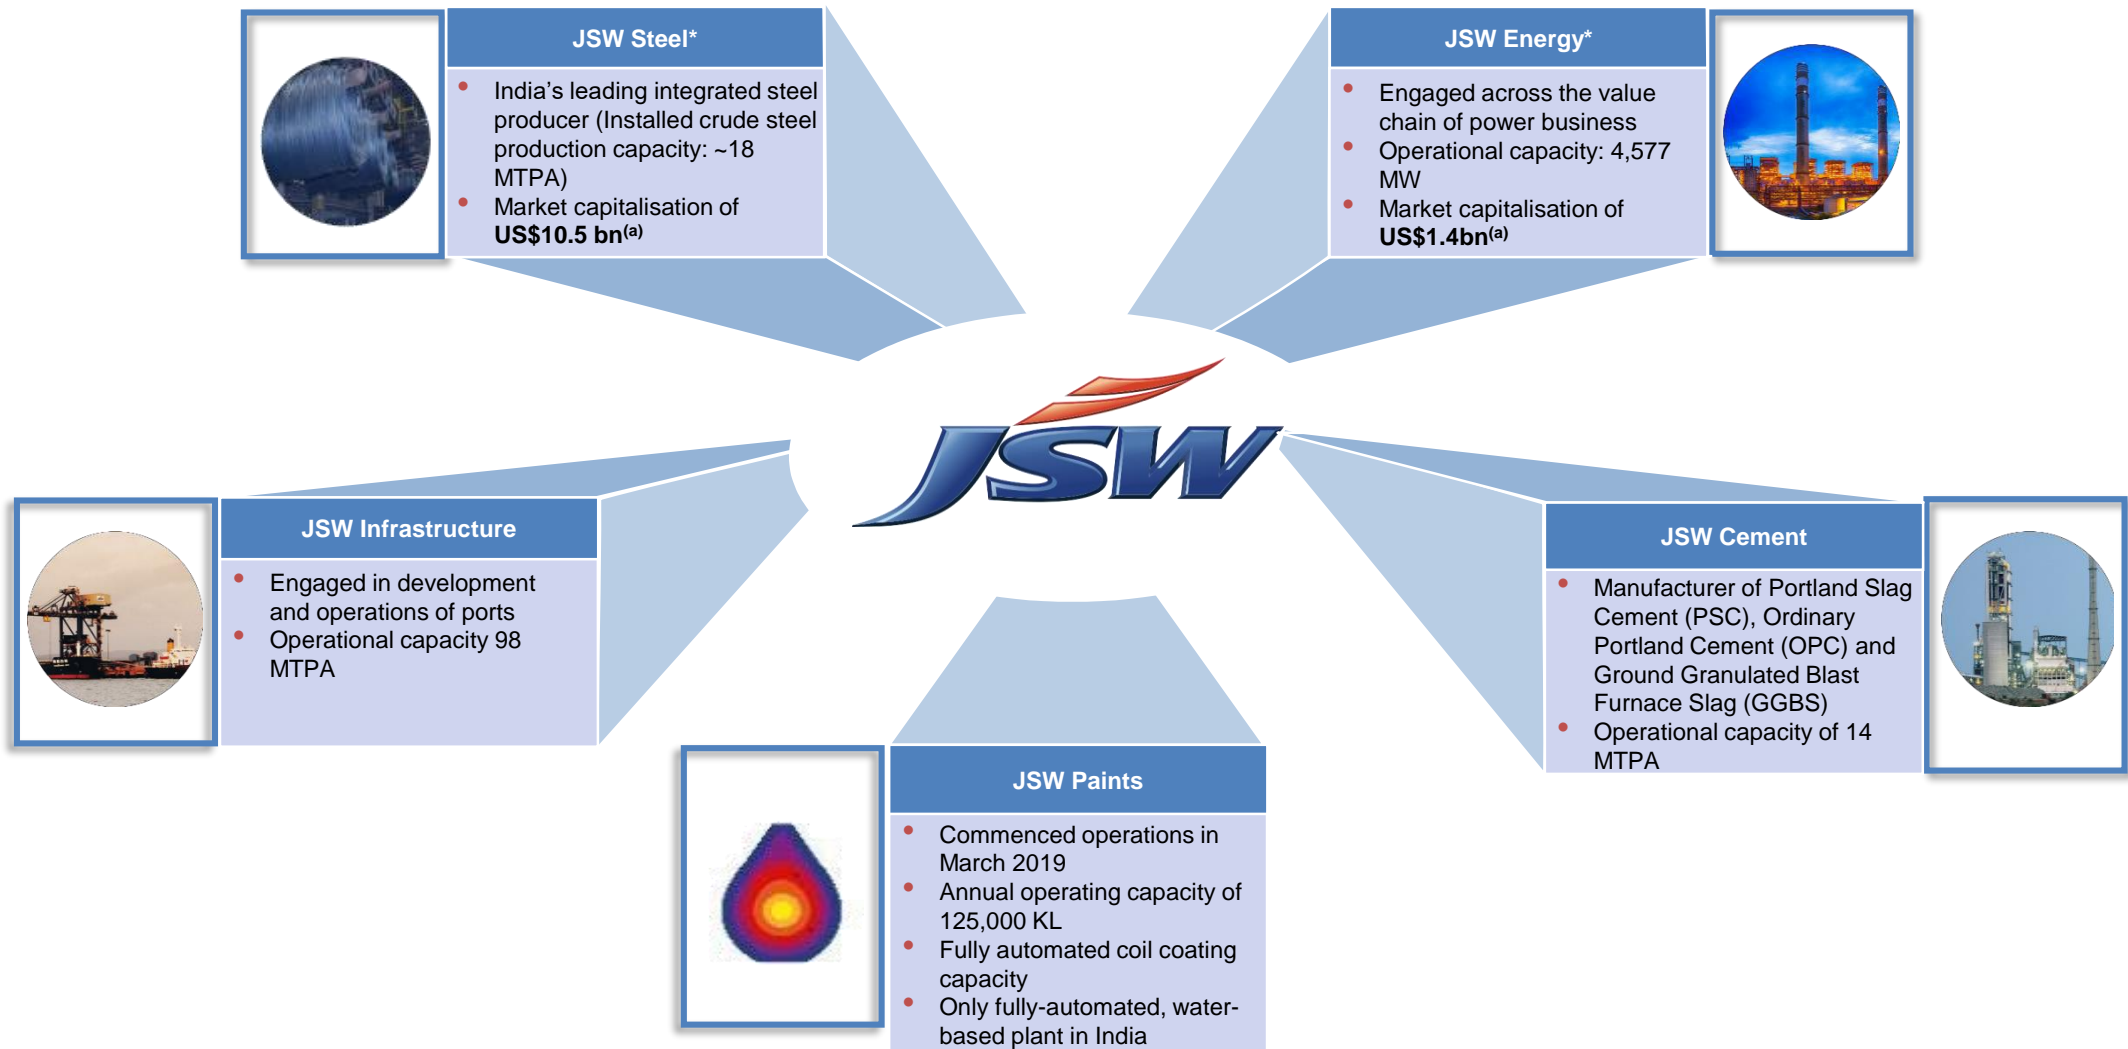 JSW Steel*
• India’s leading integrated steel
producer (Installed crude steel
production capacity: ~18
MTPA)
• Market capitalisation of
US$10.5 bn(a)
JSW Energy*
• Engaged across the value
chain of power business
• Operational capacity: 4,577
MW
• Market capitalisation of
US$1.4bn(a)
JSW
JSW Infrastructure
• Engaged in development
and operations of ports
• Operational capacity 98
MTPA
JSW Cement
• Manufacturer of Portland Slag
Cement (PSC), Ordinary
Portland Cement (OPC) and
Ground Granulated Blast
Furnace Slag (GGBS)
• Operational capacity of 14
MTPA
JSW Paints
• Commenced operations in
March 2019
• Annual operating capacity of
125,000 KL
• Fully automated coil coating
capacity
• Only fully-automated, water-
based plant in India